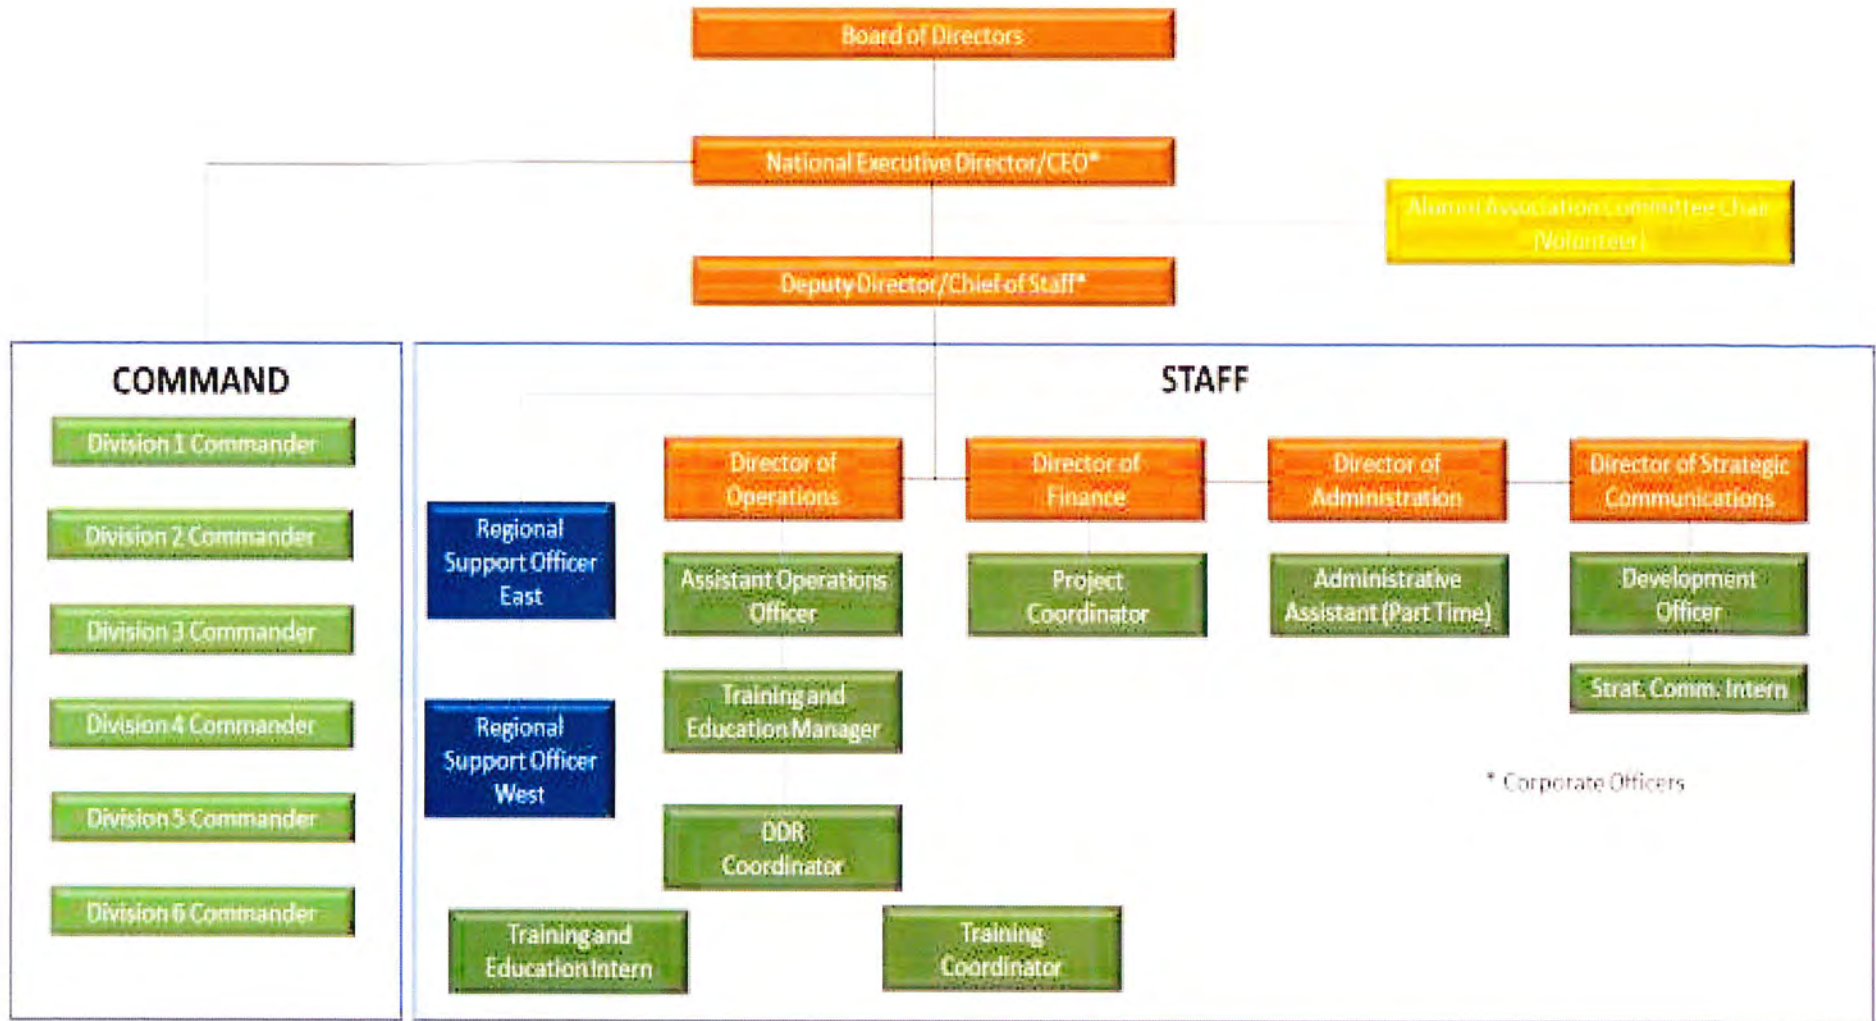 Board of Directors
National Executive Director/CEO*
Alumni Association Committee Chair
(Volunteer)
Deputy Director/Chief of Staff*
COMMAND
Division 1 Commander
Division 2 Commander
Division 3 Commander
Division 4 Commander
Division 5 Commander
Division 6 Commander
STAFF
Regional
Support Officer
East
Regional
Support Officer
West
Director of
Operations
Assistant Operations
Officer
Training and
Education Manager
DDR
Coordinator
Training and
Education Intern
Training
Coordinator
Director of
Finance
Project
Coordinator
Director of
Administration
Administrative
Assistant (Part Time)
Director of Strategic
Communications
Development
Officer
Strat. Comm. Intern
* Corporate Officers